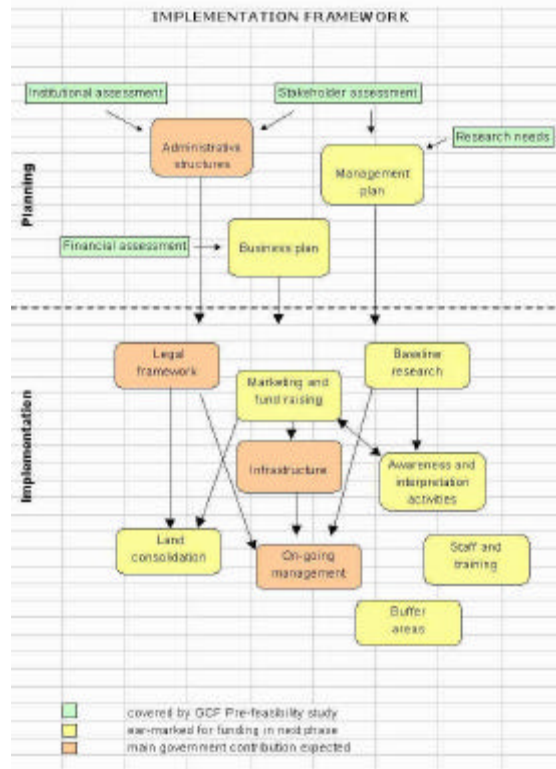 IMPLEMENTATION FRAMEWORK
Institutional assessment
Stakeholder assessment
Administrative
structures
Research needs
Management
plan
Planning
Financial assessment
Business plan
Legal
framework
Baseline
research
Marketing and
fund raising
Implementation
Infrastructure
Awareness and
interpretation
activities
Land
consolidation
On-going
management
Staff and
training
Buffer
areas
covered by GCF Pre-feasibility study
ear-marked for funding in next phase
main government contribution expected